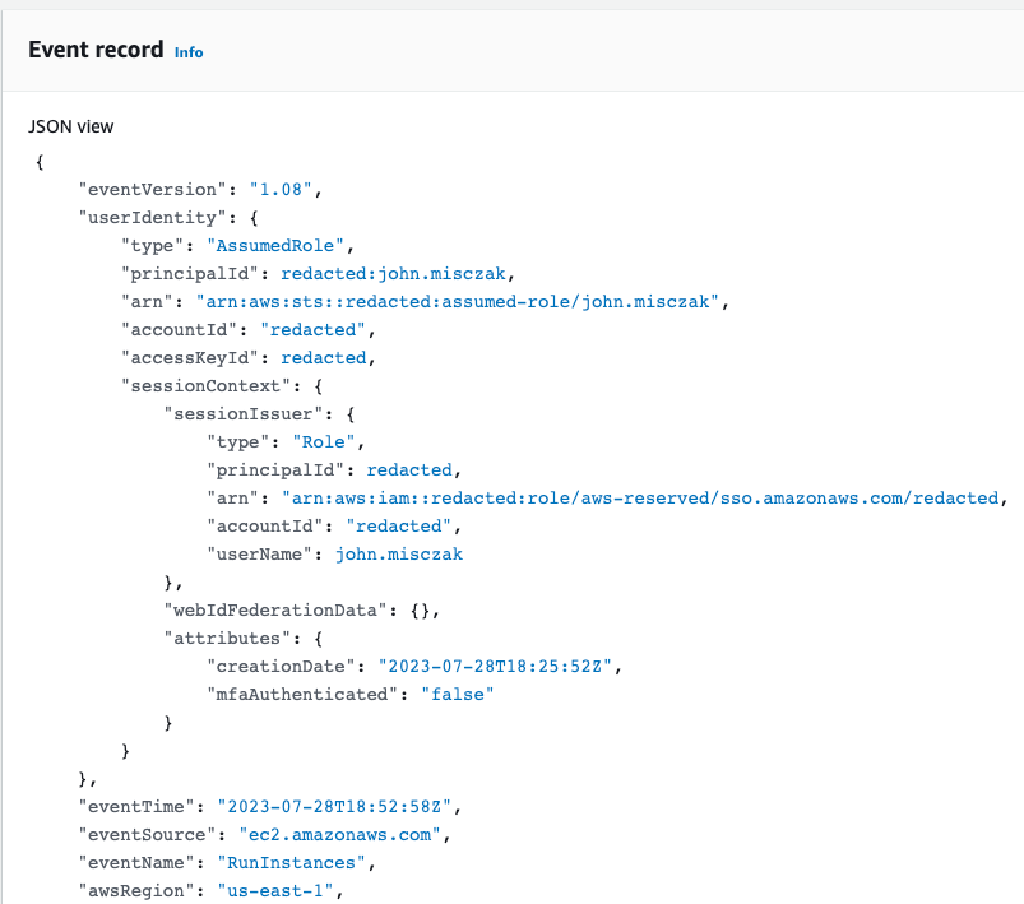 Event record Info
JSON view
{
"eventVersion": "1.08",
"userIdentity": {
"type": "AssumedRole",
"principalId": redacted:john.misczak,
"arn": "arn:aws:sts::redacted:assumed-role/john.misczak",
"accountId": "redacted",
"accessKeyId": redacted,
"sessionContext": {
"sessionIssuer": {
"type": "Role",
"principalId": redacted,
"arn": "arn:aws:iam::redacted:role/aws-reserved/sso.amazonaws.com/redacted,
"accountId": "redacted",
"userName": john.misczak
},
"webIdFederationData": {},
"attributes": {
"creationDate": "2023-07-28T18:25:52Z",
"mfaAuthenticated": "false"
}
}
},
"eventTime": "2023-07-28T18:52:58Z",
"eventSource": "ec2.amazonaws.com",
"eventName": "RunInstances",
"awsRegion": "us-east-1",